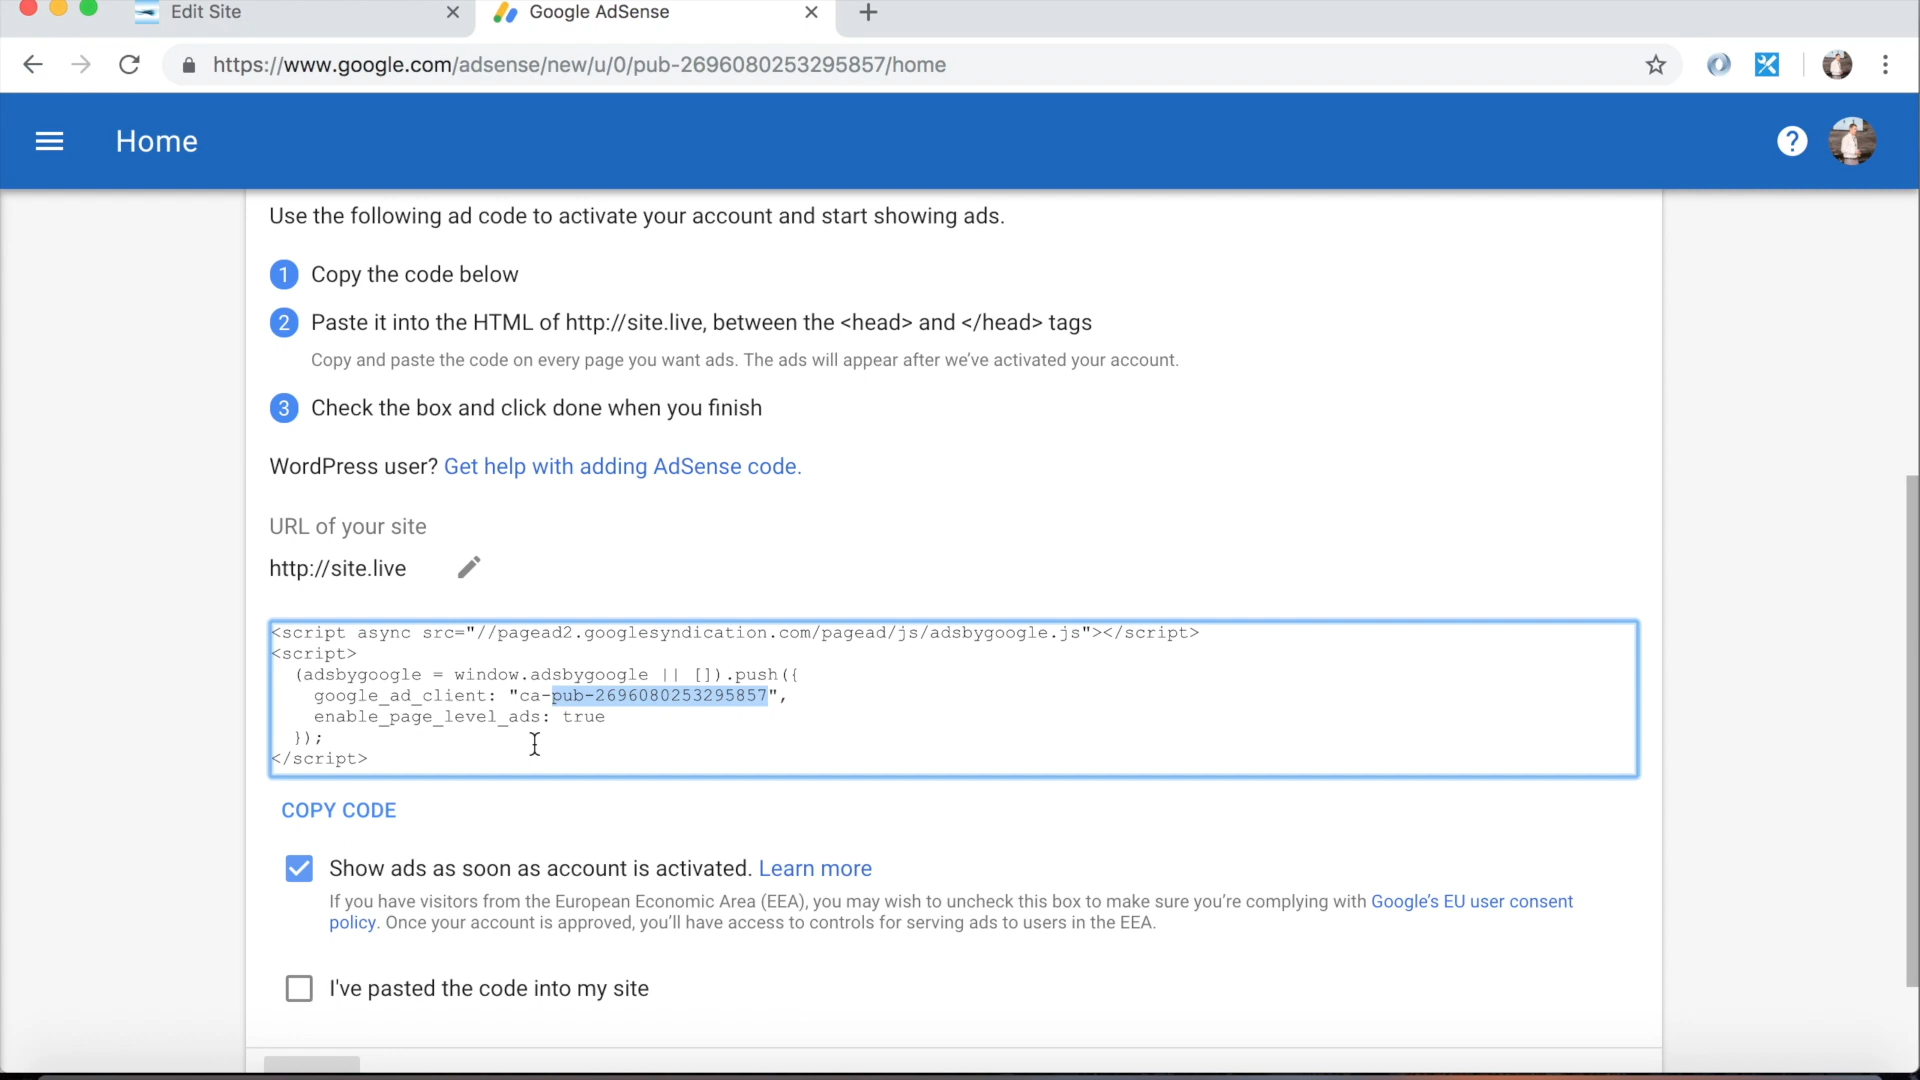 Edit Site
Google AdSense
https://www.google.com/adsense/new/u/0/pub-2696080253295857/home
Home
?
Use the following ad code to activate your account and start showing ads.
1 Copy the code below
2 Paste it into the HTML of http://site.live, between the <head> and </head> tags
Copy and paste the code on every page you want ads. The ads will appear after we've activated your account.
3 Check the box and click done when you finish
WordPress user? Get help with adding AdSense code.
URL of your site
http://site.live
<script async src="//pagead2.googlesyndication.com/pagead/js/adsbygoogle.js"></script>
<script>
(adsbygoogle = window.adsbygoogle || []).push({
google_ad_client: "ca-pub-2696080253295857",
enable_page_level_ads: true
});
</script>
COPY CODE
Show ads as soon as account is activated. Learn more
If you have visitors from the European Economic Area (EEA), you may wish to uncheck this box to make sure you're complying with Google's EU user consent
policy. Once your account is approved, you'll have access to controls for serving ads to users in the EEA.
I've pasted the code into my site